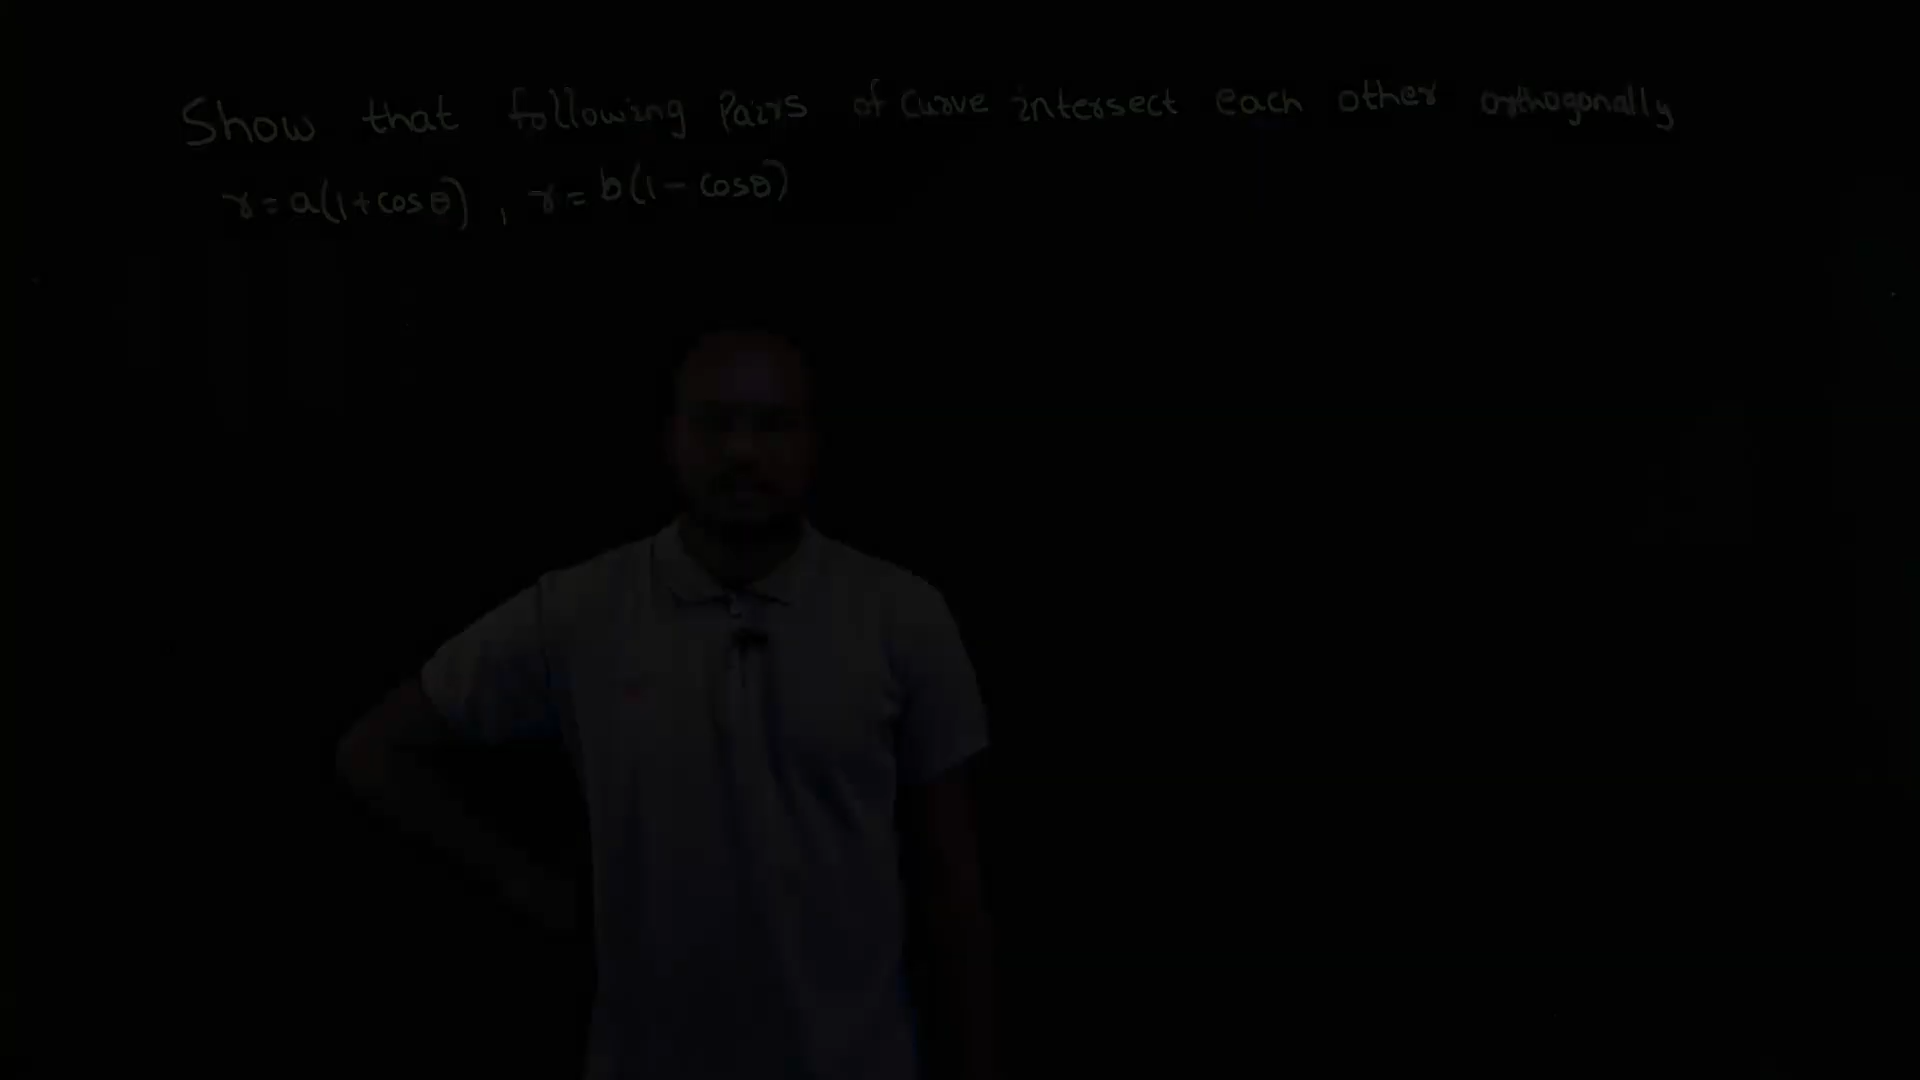 Show that following Pairs of Curve intersect each other orthogonally
r=a(1+cosθ), r=b(1-cosθ)